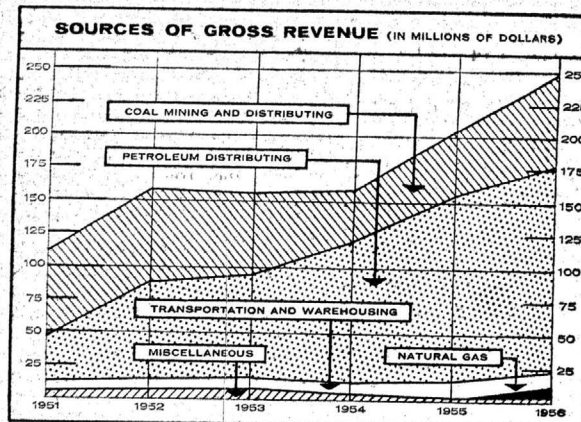 SOURCES OF GROSS REVENUE (IN MILLIONS OF DOLLARS)
250 250
225 225
COAL MINING AND DISTRIBUTING
200 200
PETROLEUM DISTRIBUTING
175 175
150 150
125 125
100 100
75 75
TRANSPORTATION AND WAREHOUSING
50 50
MISCELLANEOUS NATURAL GAS
25 25
1951 1952 1953 1954 1955 1956